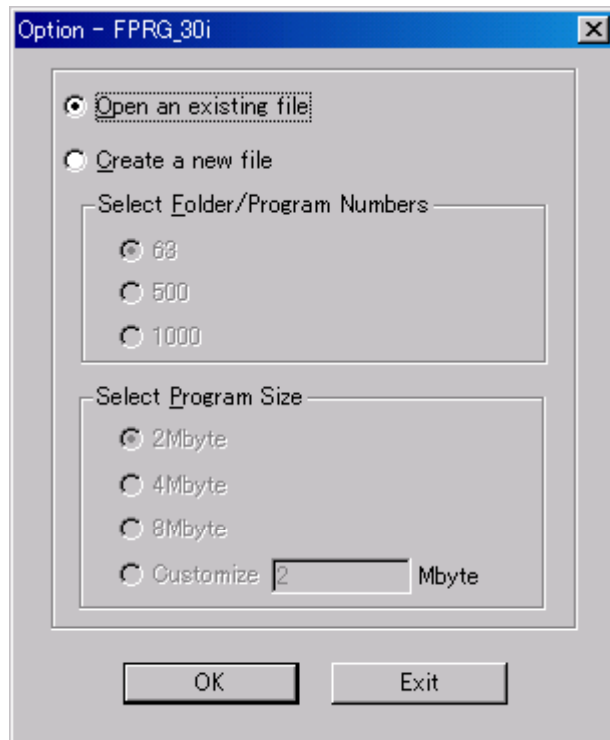 Option - FPRG_30i
Open an existing file
Create a new file
Select Folder/Program Numbers
63
500
1000
Select Program Size
2Mbyte
4Mbyte
8Mbyte
Customize 2 Mbyte
OK Exit